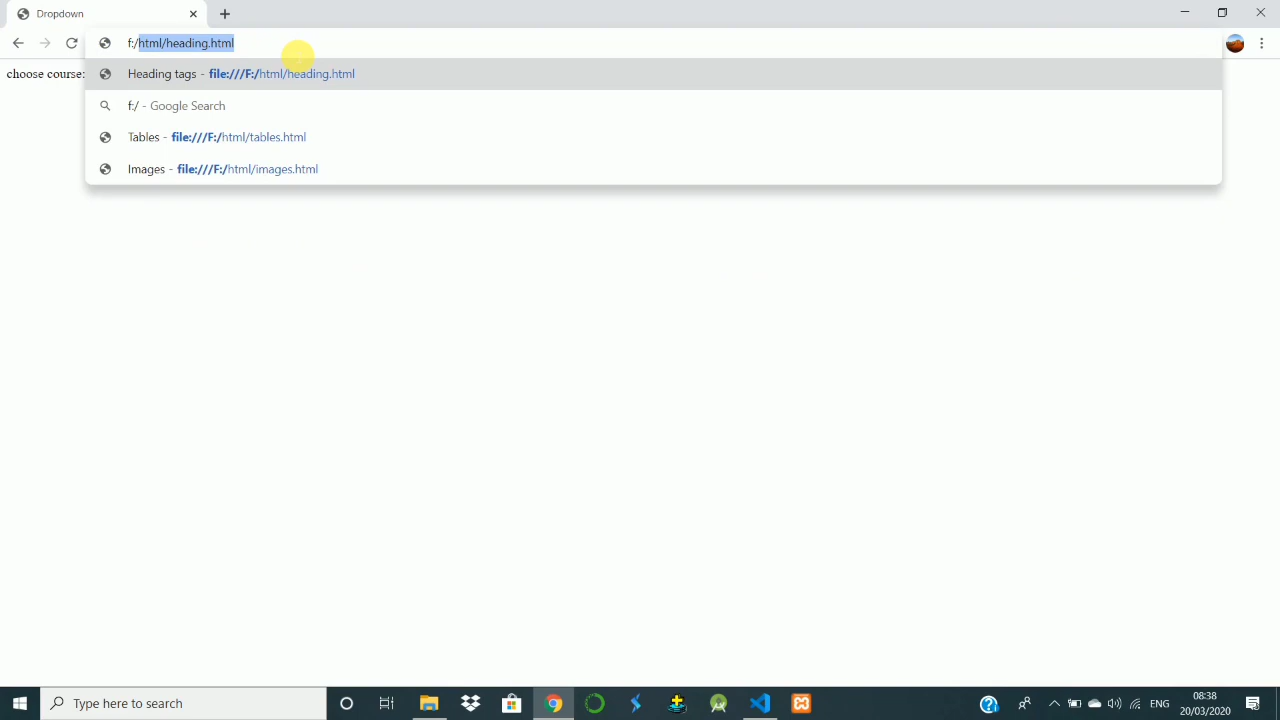 Dropdown
f:/html/heading.html
choose course:
Heading tags - file:///F:/html/heading.html
f:/ - Google Search
Tables - file:///F:/html/tables.html
Images - file:///F:/html/images.html
Type here to search
ENG
08:38
20/03/2020